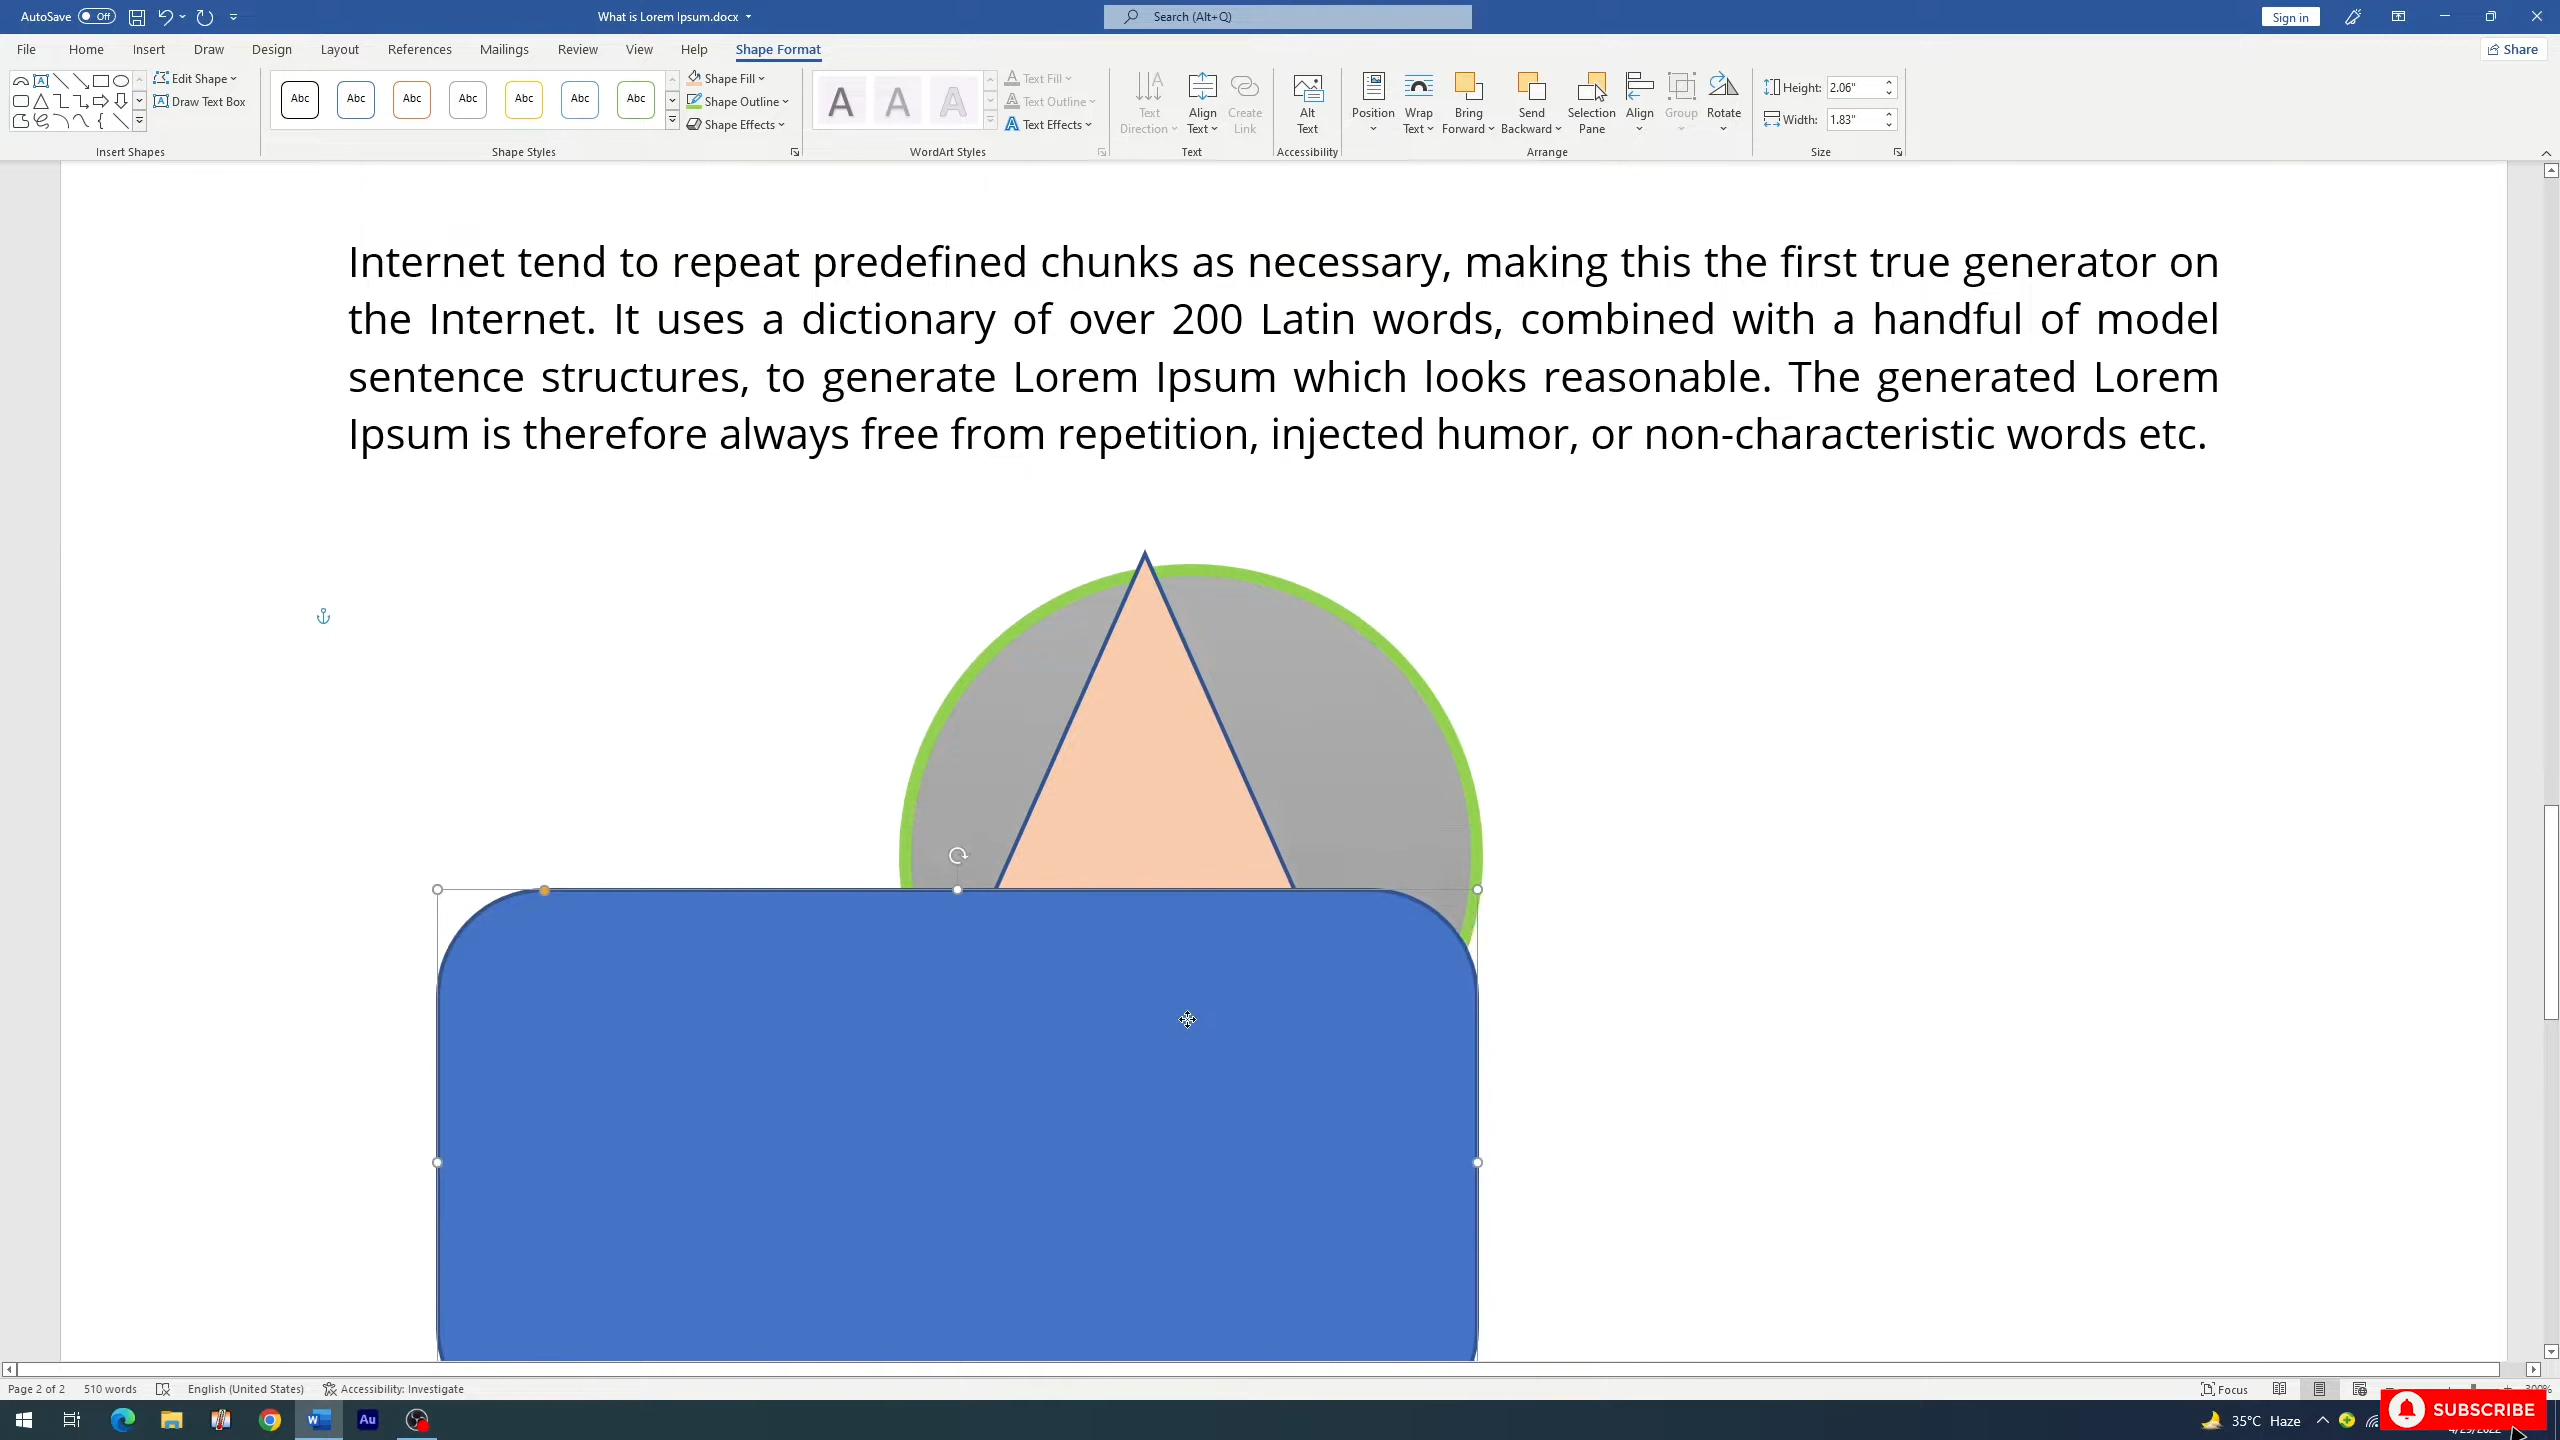 AutoSave Off What is Lorem Ipsum.docx Search (Alt+Q) Sign in
File Home Insert Draw Design Layout References Mailings Review View Help Shape Format Share
Edit Shape
Draw Text Box
Insert Shapes
Abc Abc Abc Abc Abc Abc Abc
Shape Fill
Shape Outline
Shape Effects
Shape Styles
A A A
Text Fill
Text Outline
Text Effects
WordArt Styles
Text Direction
Align Text
Create Link
Text
Alt Text
Accessibility
Position
Wrap Text
Bring Forward
Send Backward
Selection Pane
Align
Group
Rotate
Arrange
Height: 2.06"
Width: 1.83"
Size
Internet tend to repeat predefined chunks as necessary, making this the first true generator on
the Internet. It uses a dictionary of over 200 Latin words, combined with a handful of model
sentence structures, to generate Lorem Ipsum which looks reasonable. The generated Lorem
Ipsum is therefore always free from repetition, injected humor, or non-characteristic words etc.
Page 2 of 2 510 words English (United States) Accessibility: Investigate Focus
W Au 35°C Haze
SUBSCRIBE